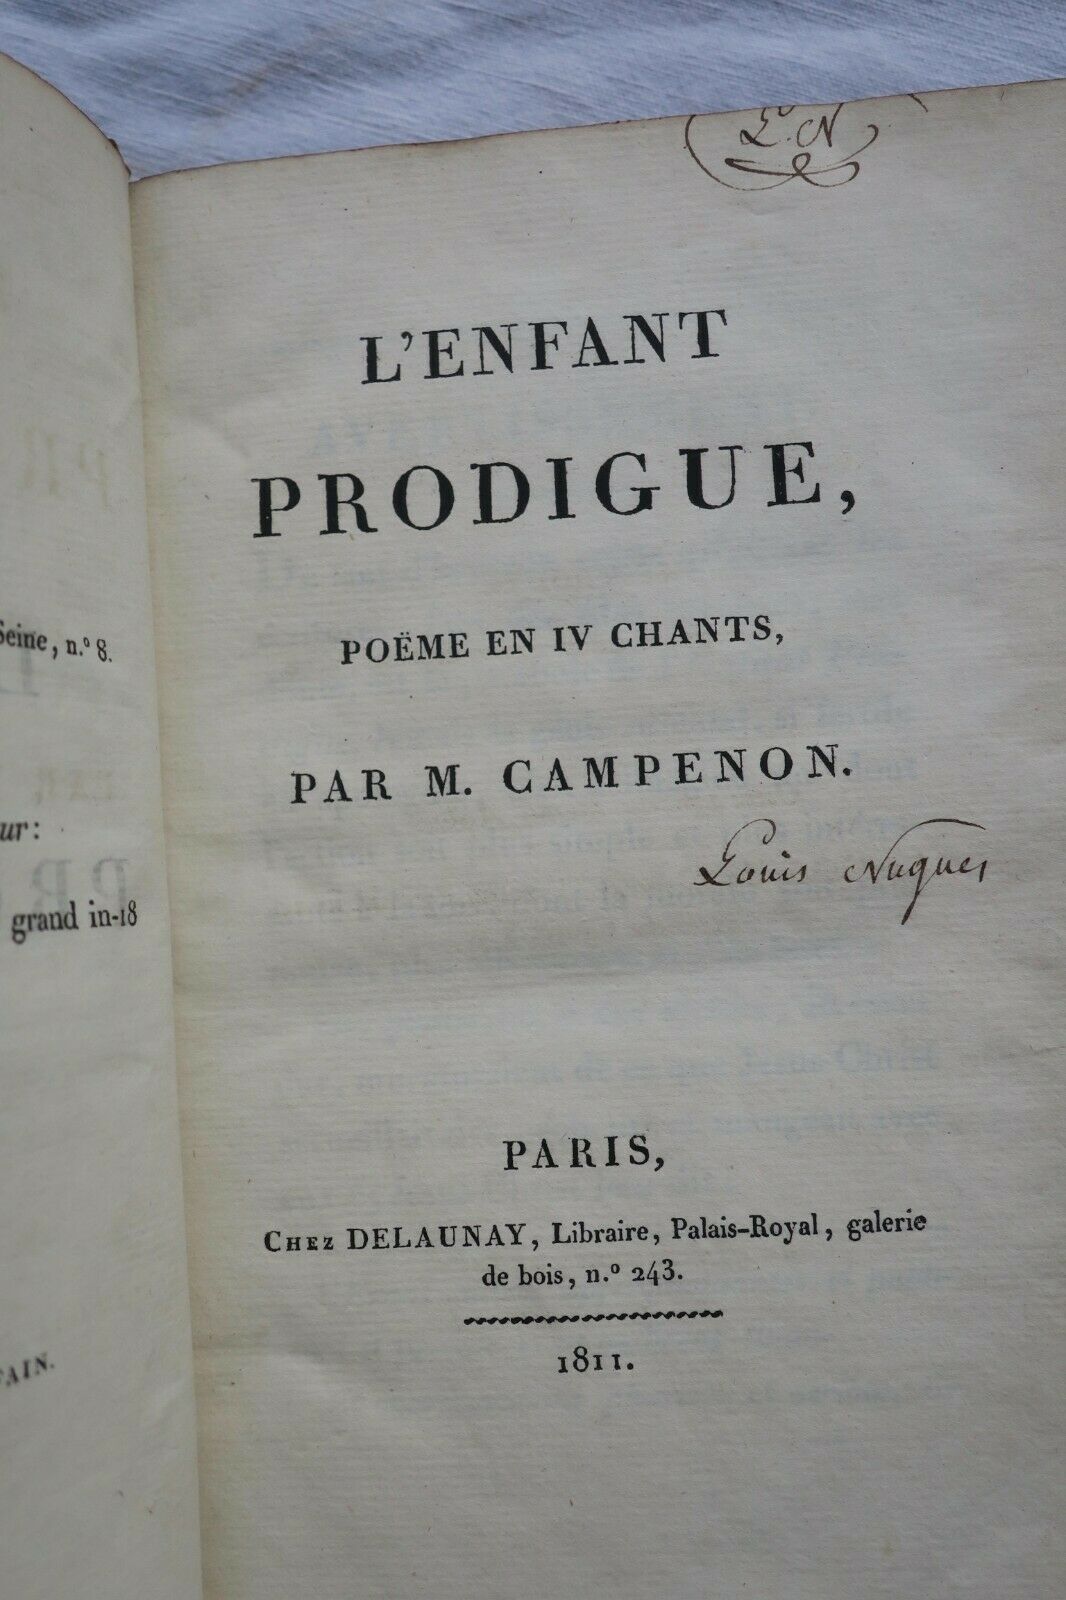 Seine, n.º 8.
ur:
grand in-18
FAIN.
L. N
L'ENFANT
PRODIGUE,
POËME EN IV CHANTS,
PAR M. CAMPENON.
Louis Nugues
PARIS,
CHEZ DELAUNAY, Libraire, Palais-Royal, galerie
de bois, n.º 243.
1811.